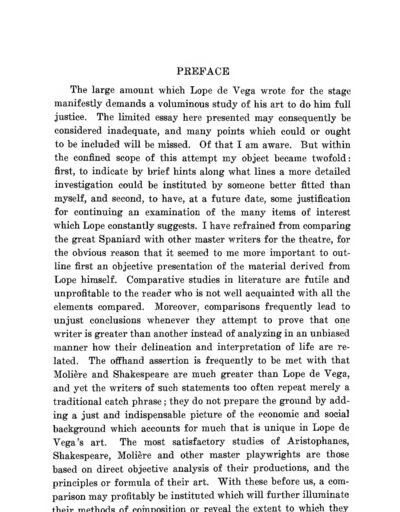 PREFACE
The large amount which Lope de Vega wrote for the stage
manifestly demands a voluminous study of his art to do him full
justice. The limited essay here presented may consequently be
considered inadequate, and many points which could or ought
to be included will be missed. Of that I am aware. But within
the confined scope of this attempt my object became twofold:
first, to indicate by brief hints along what lines a more detailed
investigation could be instituted by someone better fitted than
myself, and second, to have, at a future date, some justification
for continuing an examination of the many items of interest
which Lope constantly suggests. I have refrained from comparing
the great Spaniard with other master writers for the theatre, for
the obvious reason that it seemed to me more important to out-
line first an objective presentation of the material derived from
Lope himself. Comparative studies in literature are futile and
unprofitable to the reader who is not well acquainted with all the
elements compared. Moreover, comparisons frequently lead to
unjust conclusions whenever they attempt to prove that one
writer is greater than another instead of analyzing in an unbiased
manner how their delineation and interpretation of life are re-
lated. The offhand assertion is frequently to be met with that
Molière and Shakespeare are much greater than Lope de Vega,
and yet the writers of such statements too often repeat merely a
traditional catch phrase; they do not prepare the ground by add-
ing a just and indispensable picture of the economic and social
background which accounts for much that is unique in Lope de
Vega's art. The most satisfactory studies of Aristophanes,
Shakespeare, Molière and other master playwrights are those
based on direct objective analysis of their productions, and the
principles or formula of their art. With these before us, a com-
parison may profitably be instituted which will further illuminate
their methods of composition or reveal the extent to which they